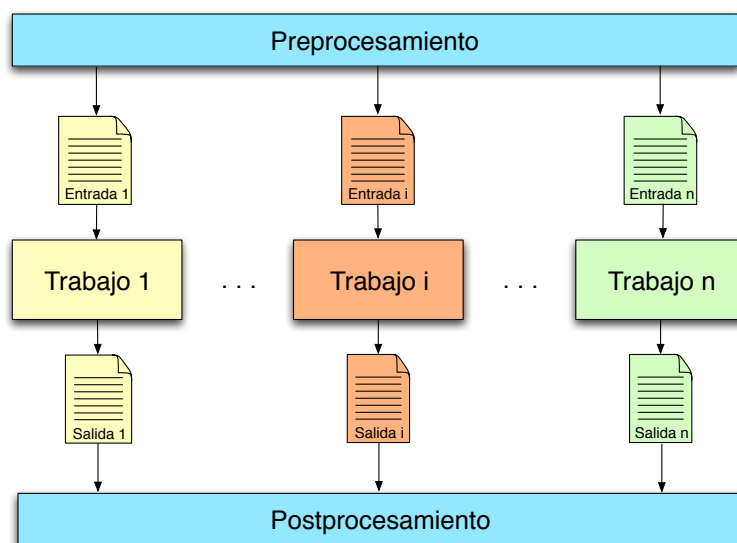 Preprocesamiento
Entrada 1
Entrada i
Entrada n
Trabajo 1 . . . Trabajo i . . . Trabajo n
Salida 1
Salida i
Salida n
Postprocesamiento